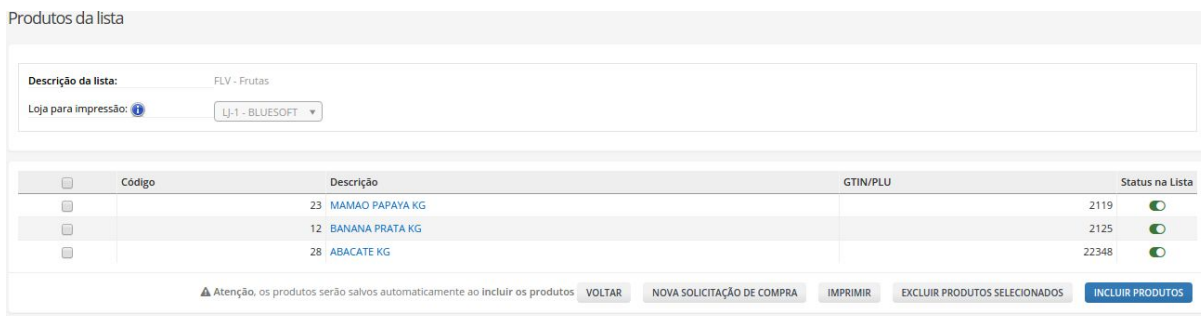 Produtos da lista
Descrição da lista: FLV - Frutas
Loja para impressão: LJ-1 - BLUESOFT
Código Descrição GTIN/PLU Status na Lista
23 MAMAO PAPAYA KG 2119
12 BANANA PRATA KG 2125
28 ABACATE KG 22348
Atenção, os produtos serão salvos automaticamente ao incluir os produtos VOLTAR NOVA SOLICITAÇÃO DE COMPRA IMPRIMIR EXCLUIR PRODUTOS SELECIONADOS INCLUIR PRODUTOS